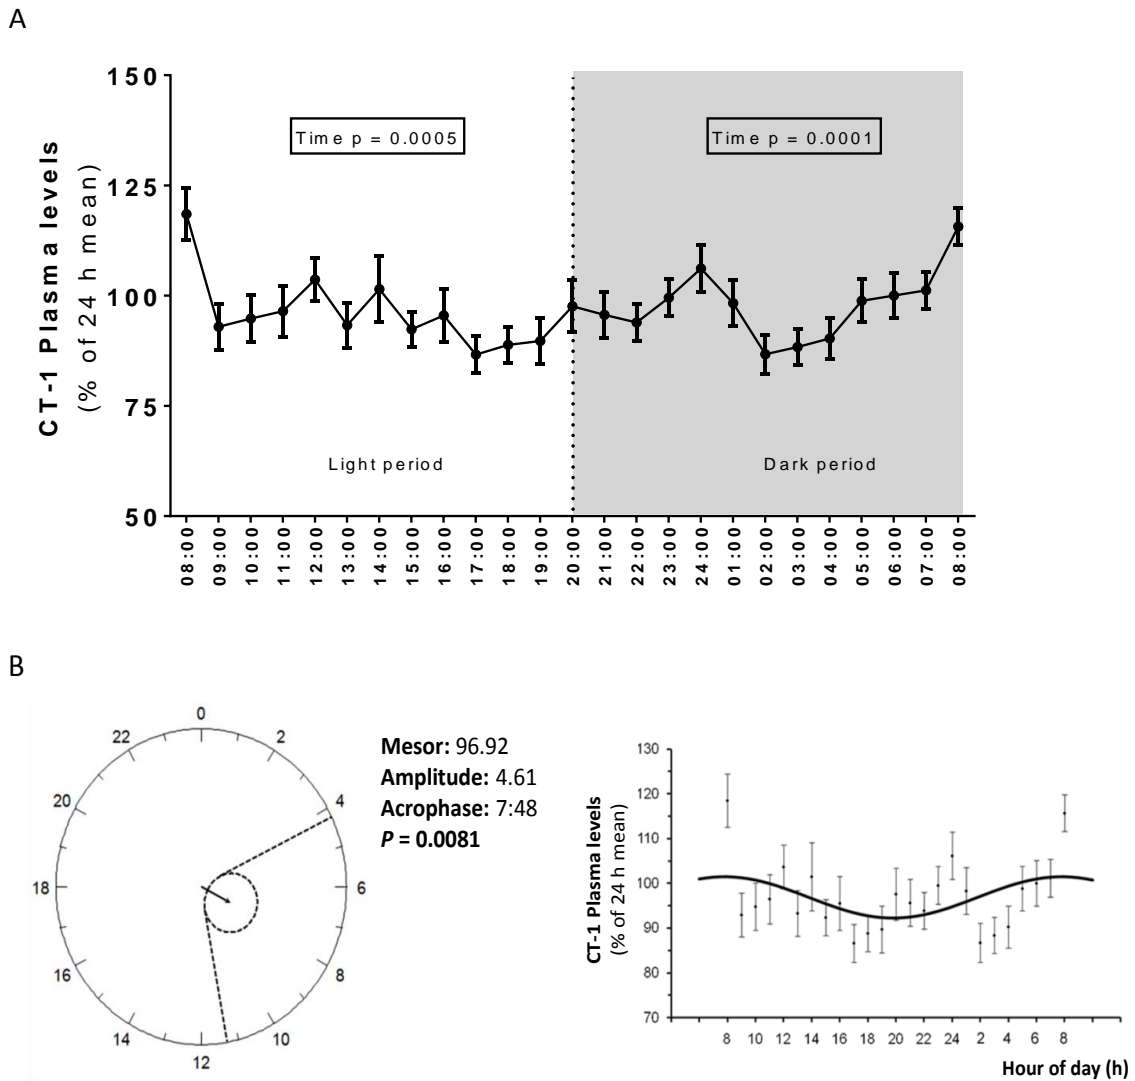 A
CT-1 Plasma levels
(% of 24 h mean)
150
125
100
75
50
Time p = 0.0005
Time p = 0.0001
Light period
Dark period
08:00 09:00 10:00 11:00 12:00 13:00 14:00 15:00 16:00 17:00 18:00 19:00 20:00 21:00 22:00 23:00 24:00 01:00 02:00 03:00 04:00 05:00 06:00 07:00 08:00
B
0
2
4
6
8
10
12
14
16
18
20
22
Mesor: 96.92
Amplitude: 4.61
Acrophase: 7:48
P = 0.0081
CT-1 Plasma levels
(% of 24 h mean)
130
120
110
100
90
80
70
8 10 12 14 16 18 20 22 24 2 4 6 8
Hour of day (h)